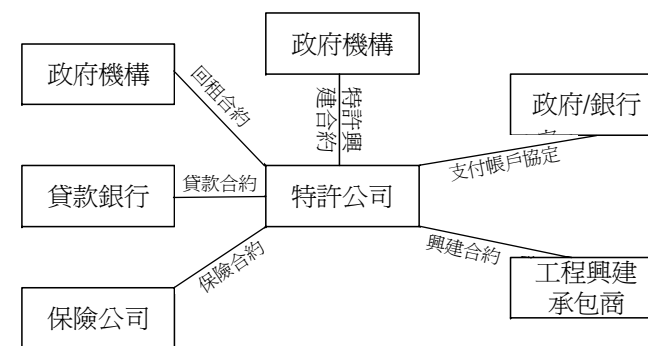 政府機構
政府機構
回租合約
特許興
建合約
政府/銀行
支付帳戶協定
貸款銀行
貸款合約
特許公司
保險合約
興建合約
工程興建
承包商
保險公司